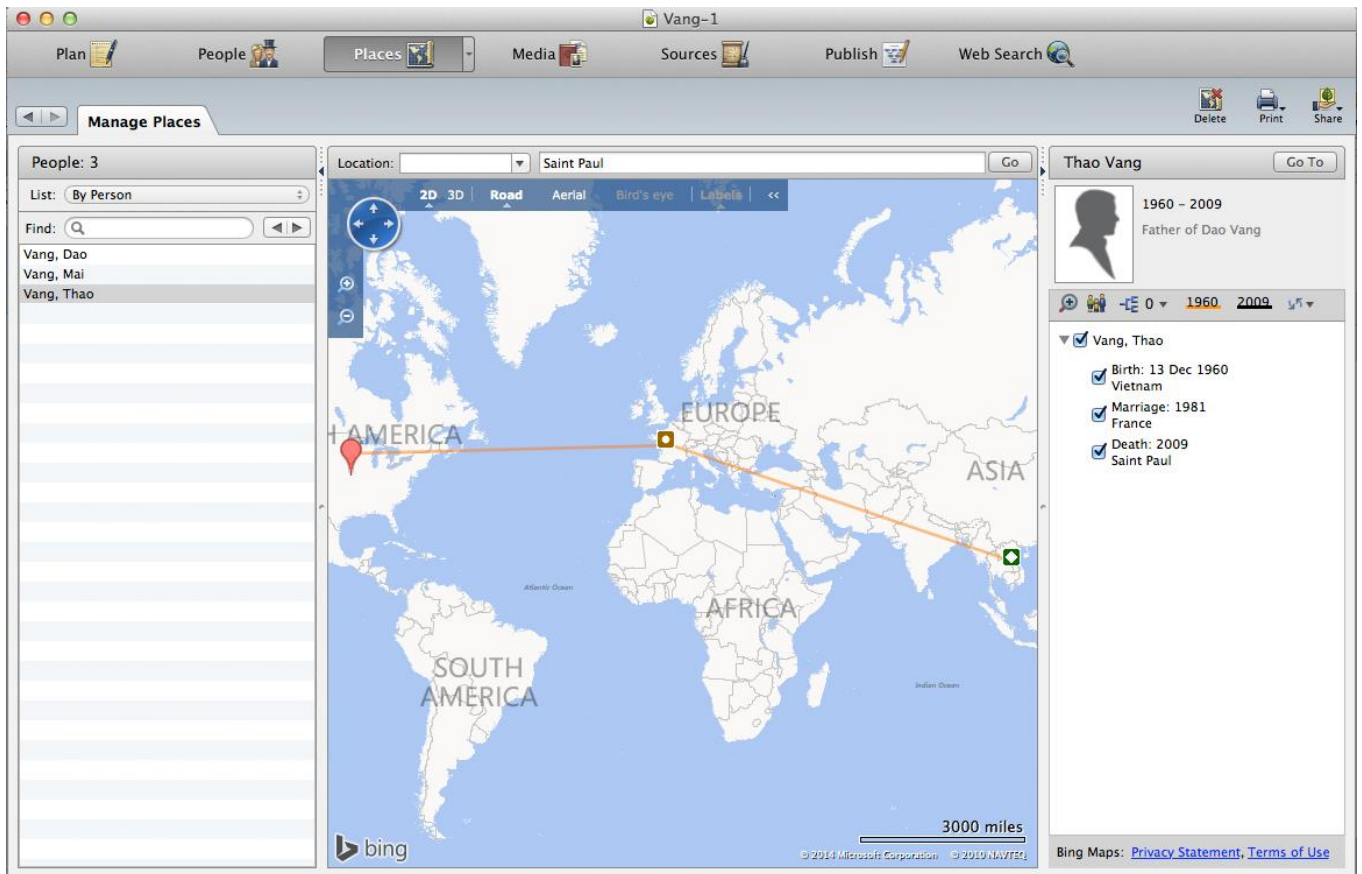 Vang-1
Plan People Places Media Sources Publish Web Search
Manage Places
Delete Print Share
People: 3
List: By Person
Find:
Vang, Dao
Vang, Mai
Vang, Thao
Location: Saint Paul Go
2D 3D Road Aerial Bird's eye Labels <<
H AMERICA
EUROPE
ASIA
Atlantic Ocean
AFRICA
SOUTH
AMERICA
Indian Ocean
3000 miles
bing
© 2014 Microsoft Corporation © 2010 NAVTEQ
Thao Vang Go To
1960 – 2009
Father of Dao Vang
0 1960 2009
Vang, Thao
Birth: 13 Dec 1960
Vietnam
Marriage: 1981
France
Death: 2009
Saint Paul
Bing Maps: Privacy Statement, Terms of Use